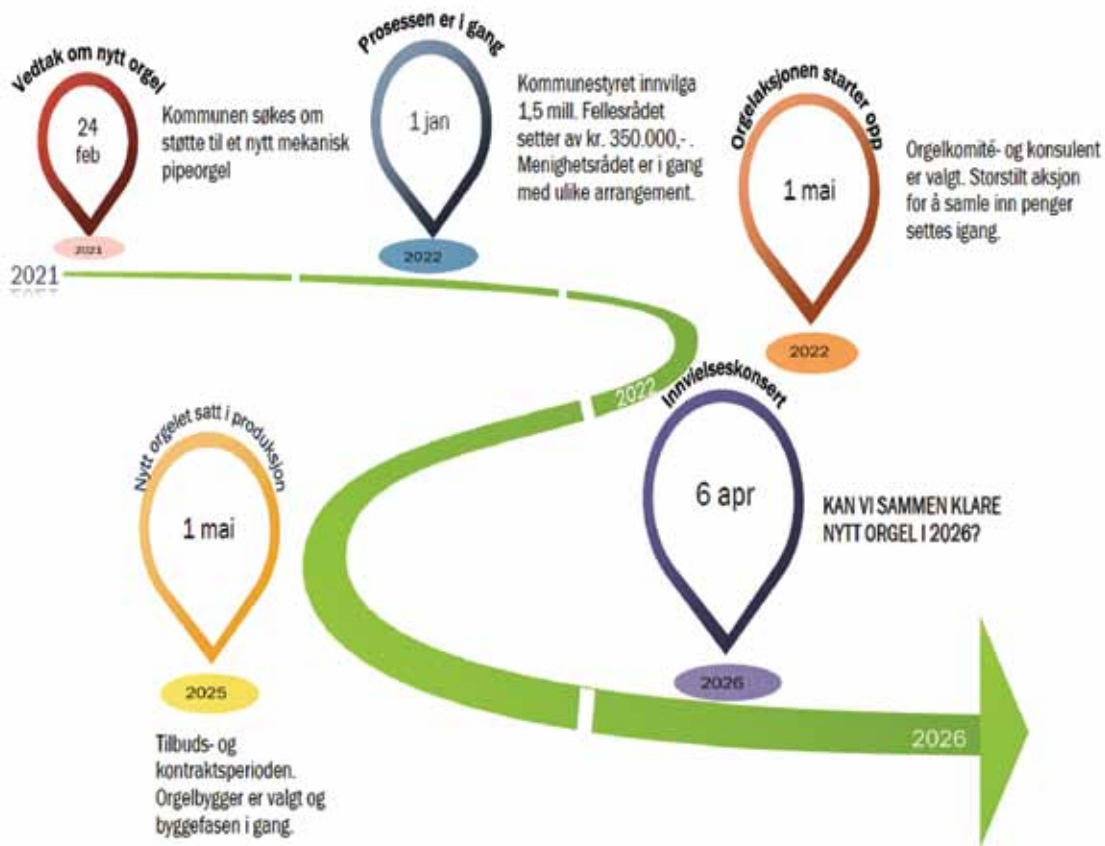 Vedtak om nytt orgel
24
feb
2021
Kommunen søkes om
støtte til et nytt mekanisk
pipeorgel
Prosessen er i gang
1 jan
2022
Kommunestyret innvilga
1,5 mill. Fellesrådet
setter av kr. 350.000,- .
Menighetsrådet er i gang
med ulike arrangement.
Orgelaksjonen starter opp
1 mai
2022
Orgelkomité- og konsulent
er valgt. Storstilt aksjon
for å samle inn penger
settes igang.
2021
2022
Nytt orgelet satt i produksjon
1 mai
2025
Tilbuds- og
kontraktsperioden.
Orgelbygger er valgt og
byggefasen i gang.
Innvielseskonsert
6 apr
2026
KAN VI SAMMEN KLARE
NYTT ORGEL I 2026?
2026